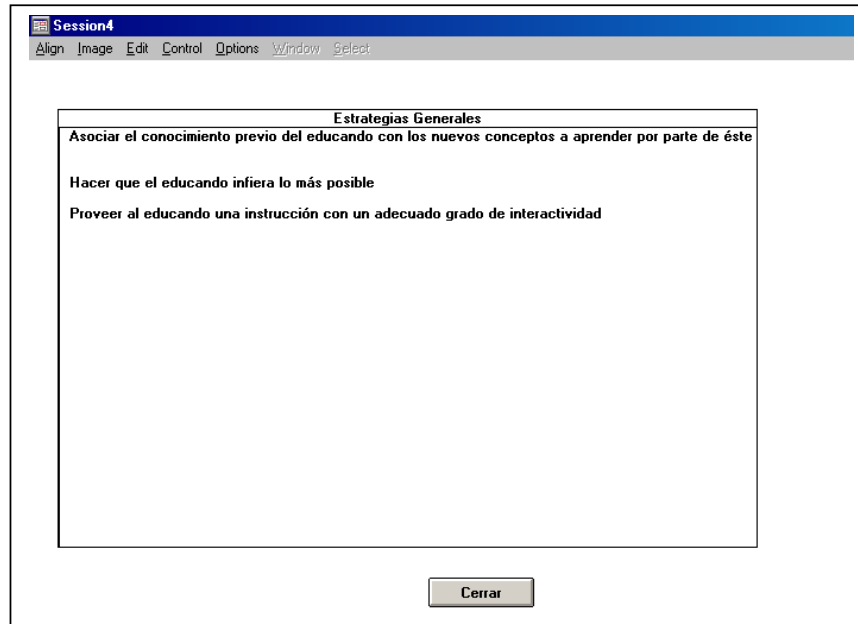 Session4
Align Image Edit Control Options Window Select
Estrategias Generales
Asociar el conocimiento previo del educando con los nuevos conceptos a aprender por parte de éste
Hacer que el educando infiera lo más posible
Proveer al educando una instrucción con un adecuado grado de interactividad
Cerrar